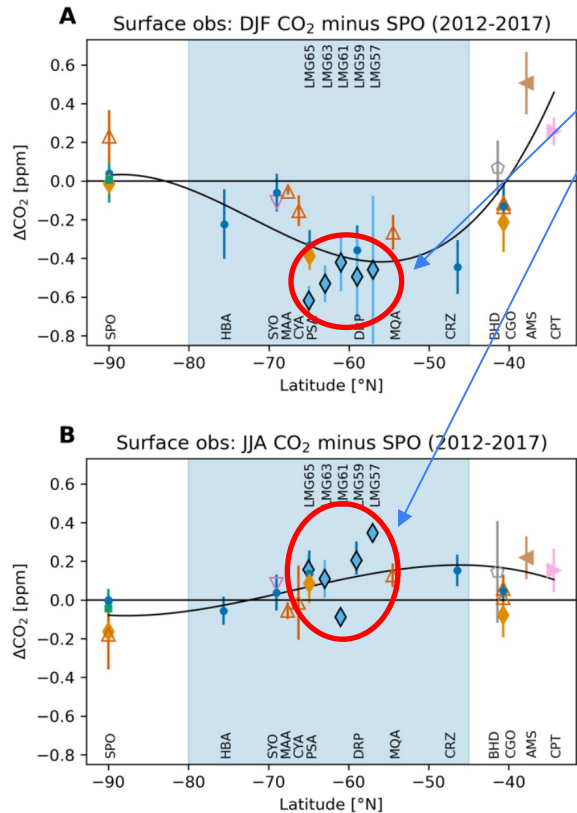 A Surface obs: DJF CO₂ minus SPO (2012-2017)
LMG65 LMG63 LMG61 LMG59 LMG57
0.6
0.4
0.2
0.0
−0.2
−0.4
−0.6
−0.8
ΔCO₂ [ppm]
SPO HBA SYO MAA CYA PSA DRP MQA CRZ BHD CGO AMS CPT
−90 −80 −70 −60 −50 −40
Latitude [°N]
B Surface obs: JJA CO₂ minus SPO (2012-2017)
LMG65 LMG63 LMG61 LMG59 LMG57
0.6
0.4
0.2
0.0
−0.2
−0.4
−0.6
−0.8
ΔCO₂ [ppm]
SPO HBA SYO MAA CYA PSA DRP MQA CRZ BHD CGO AMS CPT
−90 −80 −70 −60 −50 −40
Latitude [°N]